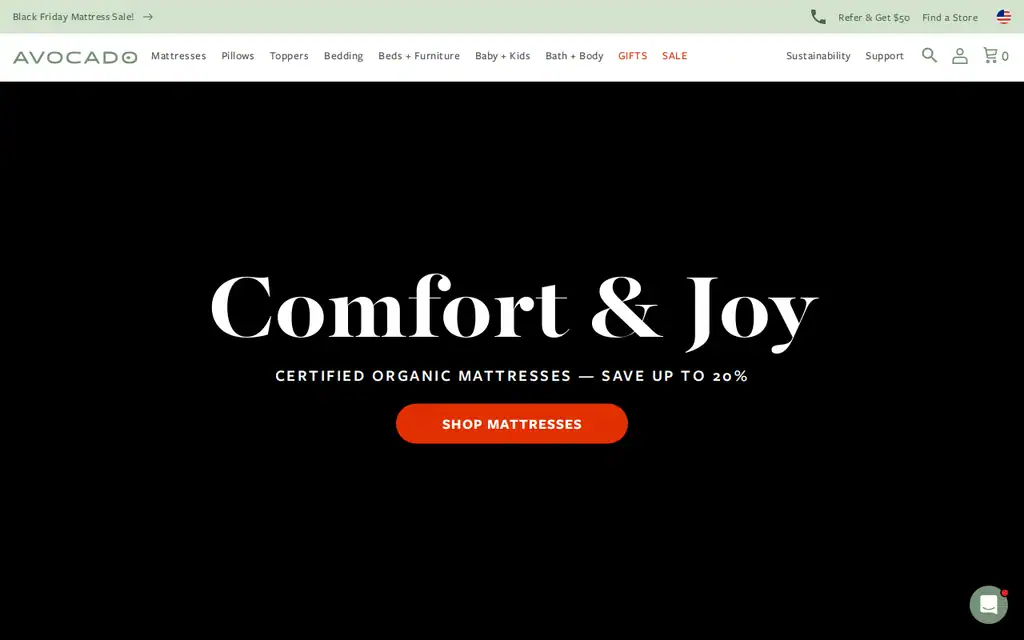 Black Friday Mattress Sale! →
Refer & Get $50
Find a Store
AVOCADO
Mattresses
Pillows
Toppers
Bedding
Beds + Furniture
Baby + Kids
Bath + Body
GIFTS
SALE
Sustainability
Support
0
Comfort & Joy
CERTIFIED ORGANIC MATTRESSES — SAVE UP TO 20%
SHOP MATTRESSES